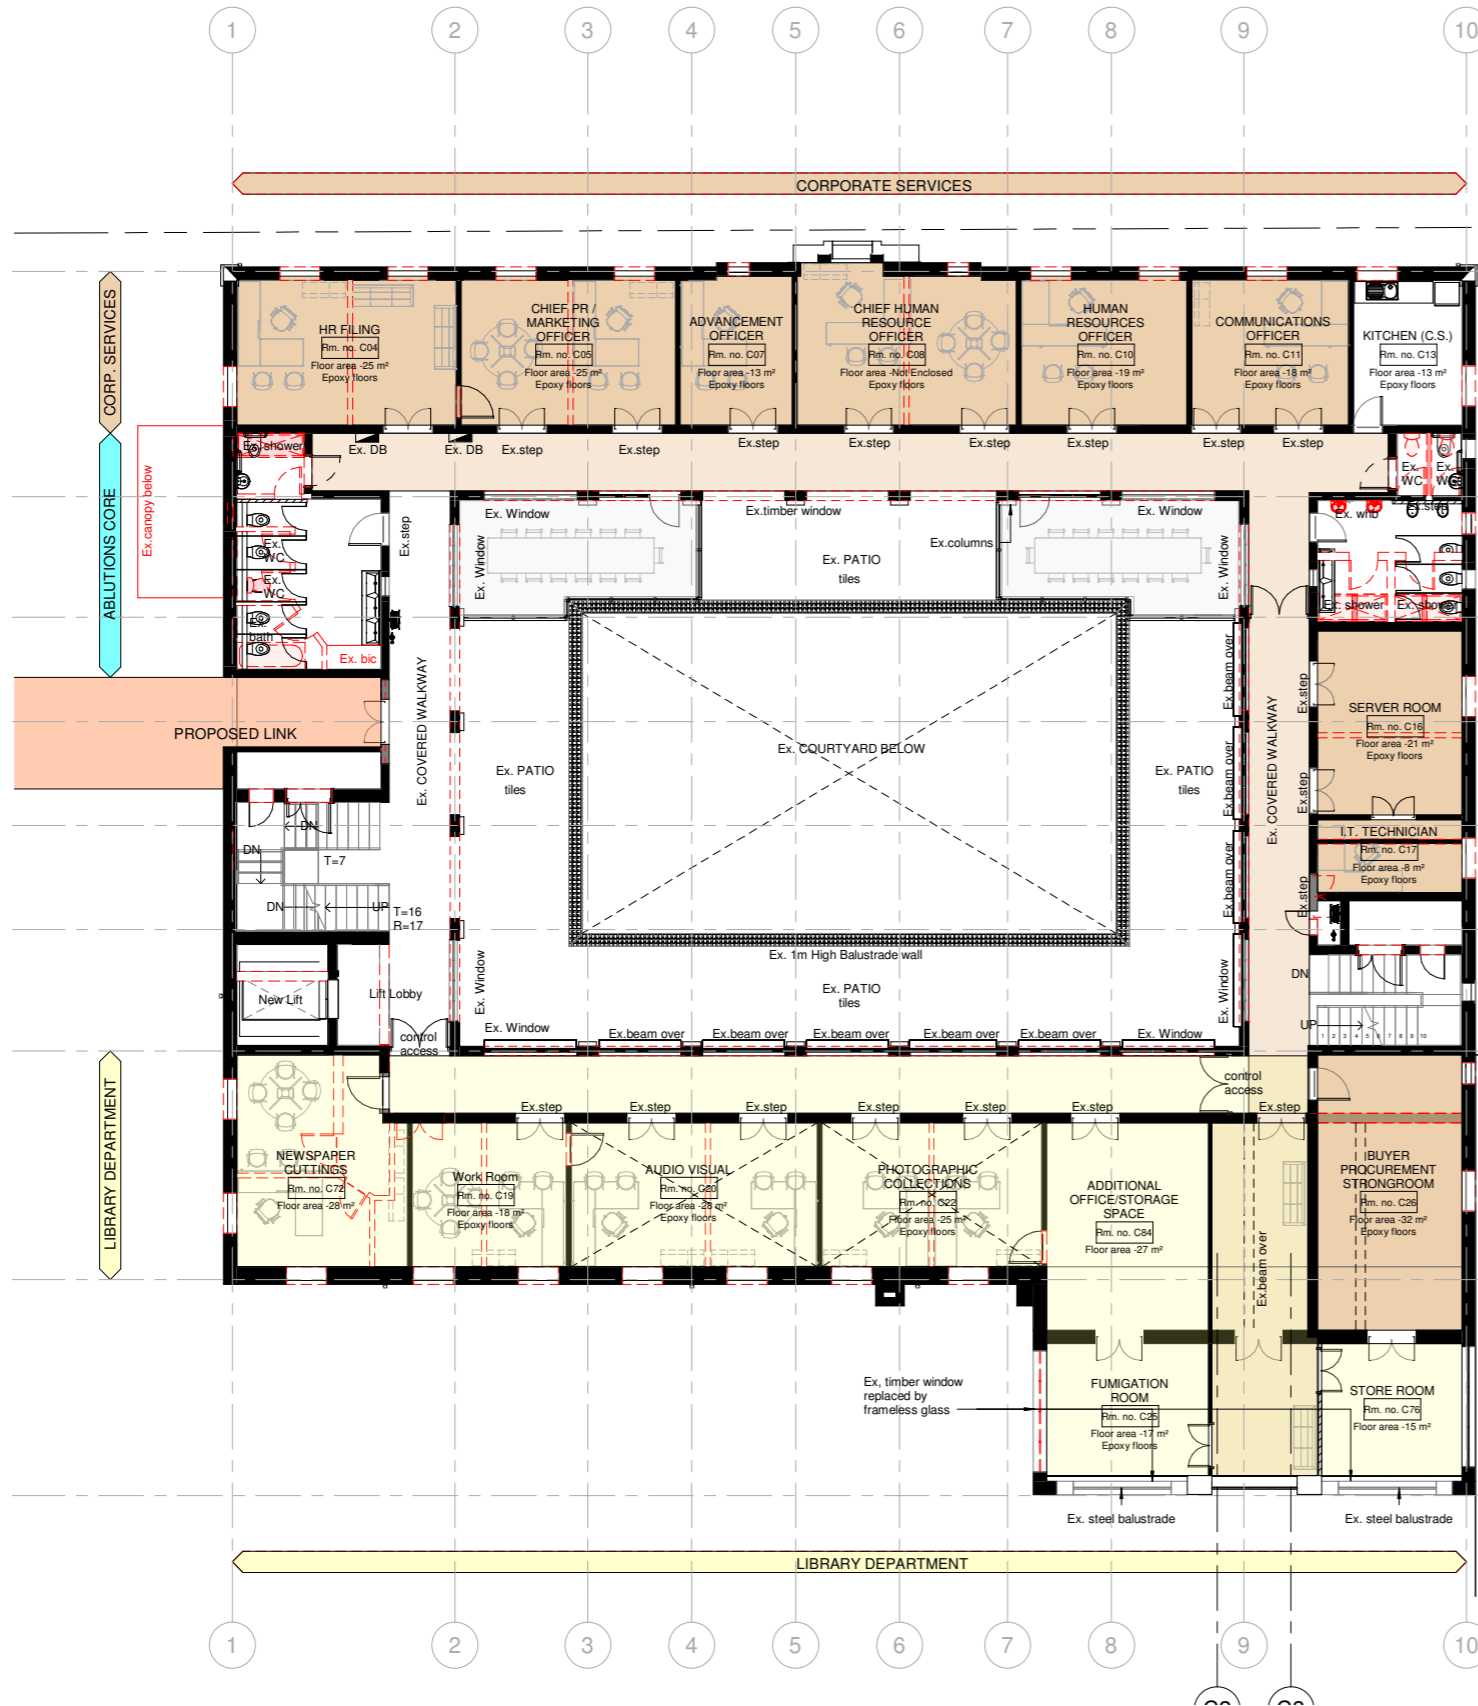 1 2 3 4 5 6 7 8 9 10
CORPORATE SERVICES
CORP. SERVICES
ABLUTIONS CORE
LIBRARY DEPARTMENT
HR FILING
Rm. no. C04
Floor area -25 m²
Epoxy floors
CHIEF PR /
MARKETING
OFFICER
Rm. no. C05
Floor area -25 m²
Epoxy floors
ADVANCEMENT
OFFICER
Rm. no. C07
Floor area -13 m²
Epoxy floors
CHIEF HUMAN
RESOURCE
OFFICER
Rm. no. C08
Floor area -Not Enclosed
Epoxy floors
HUMAN
RESOURCES
OFFICER
Rm. no. C10
Floor area -19 m²
Epoxy floors
COMMUNICATIONS
OFFICER
Rm. no. C11
Floor area -18 m²
Epoxy floors
KITCHEN (C.S.)
Rm. no. C13
Floor area -13 m²
Epoxy floors
Ex. shower
Ex. DB
Ex. DB
Ex.step
Ex.step
Ex.step
Ex.step
Ex.step
Ex.step
Ex.step
Ex.step
Ex.
WC
Ex.
WC
Ex.canopy below
Ex.
WC
Ex.
WC
Ex.
bath
Ex. bic
Ex.step
Ex. Window
Ex. Window
Ex.timber window
Ex.columns
Ex. PATIO
tiles
Ex. Window
Ex. Window
Ex. whb
Ex.step
Ex. shower
Ex. shower
PROPOSED LINK
Ex. COVERED WALKWAY
Ex. PATIO
tiles
Ex. COURTYARD BELOW
Ex. PATIO
tiles
Ex.beam over
Ex.beam over
Ex.beam over
Ex. COVERED WALKWAY
Ex.step
Ex.step
Ex.step
SERVER ROOM
Rm. no. C16
Floor area -21 m²
Epoxy floors
I.T. TECHNICIAN
Rm. no. C17
Floor area -8 m²
Epoxy floors
DN
DN
T=7
DN
UP
T=16
R=17
New Lift
Lift Lobby
control
access
Ex. Window
Ex. 1m High Balustrade wall
Ex. PATIO
tiles
Ex. Window
DN
UP
1 2 3 4 5 6 7 8 9 10
Ex. Window
Ex.beam over
Ex.beam over
Ex.beam over
Ex.beam over
Ex.beam over
Ex. Window
control
access
Ex.step
Ex.step
Ex.step
Ex.step
Ex.step
Ex.step
Ex.step
NEWSPAPER
CUTTINGS
Rm. no. C72
Floor area -28 m²
Work Room
Rm. no. C19
Floor area -18 m²
Epoxy floors
AUDIO VISUAL
Rm. no. C20
Floor area -28 m²
Epoxy floors
PHOTOGRAPHIC
COLLECTIONS
Rm. no. C22
Floor area -25 m²
Epoxy floors
ADDITIONAL
OFFICE/STORAGE
SPACE
Rm. no. C84
Floor area -27 m²
Ex.beam over
BUYER
PROCUREMENT
STRONGROOM
Rm. no. C26
Floor area -32 m²
Epoxy floors
Ex, timber window
replaced by
frameless glass
FUMIGATION
ROOM
Rm. no. C25
Floor area -17 m²
Epoxy floors
STORE ROOM
Rm. no. C76
Floor area -15 m²
Ex. steel balustrade
Ex. steel balustrade
LIBRARY DEPARTMENT
1 2 3 4 5 6 7 8 9 10